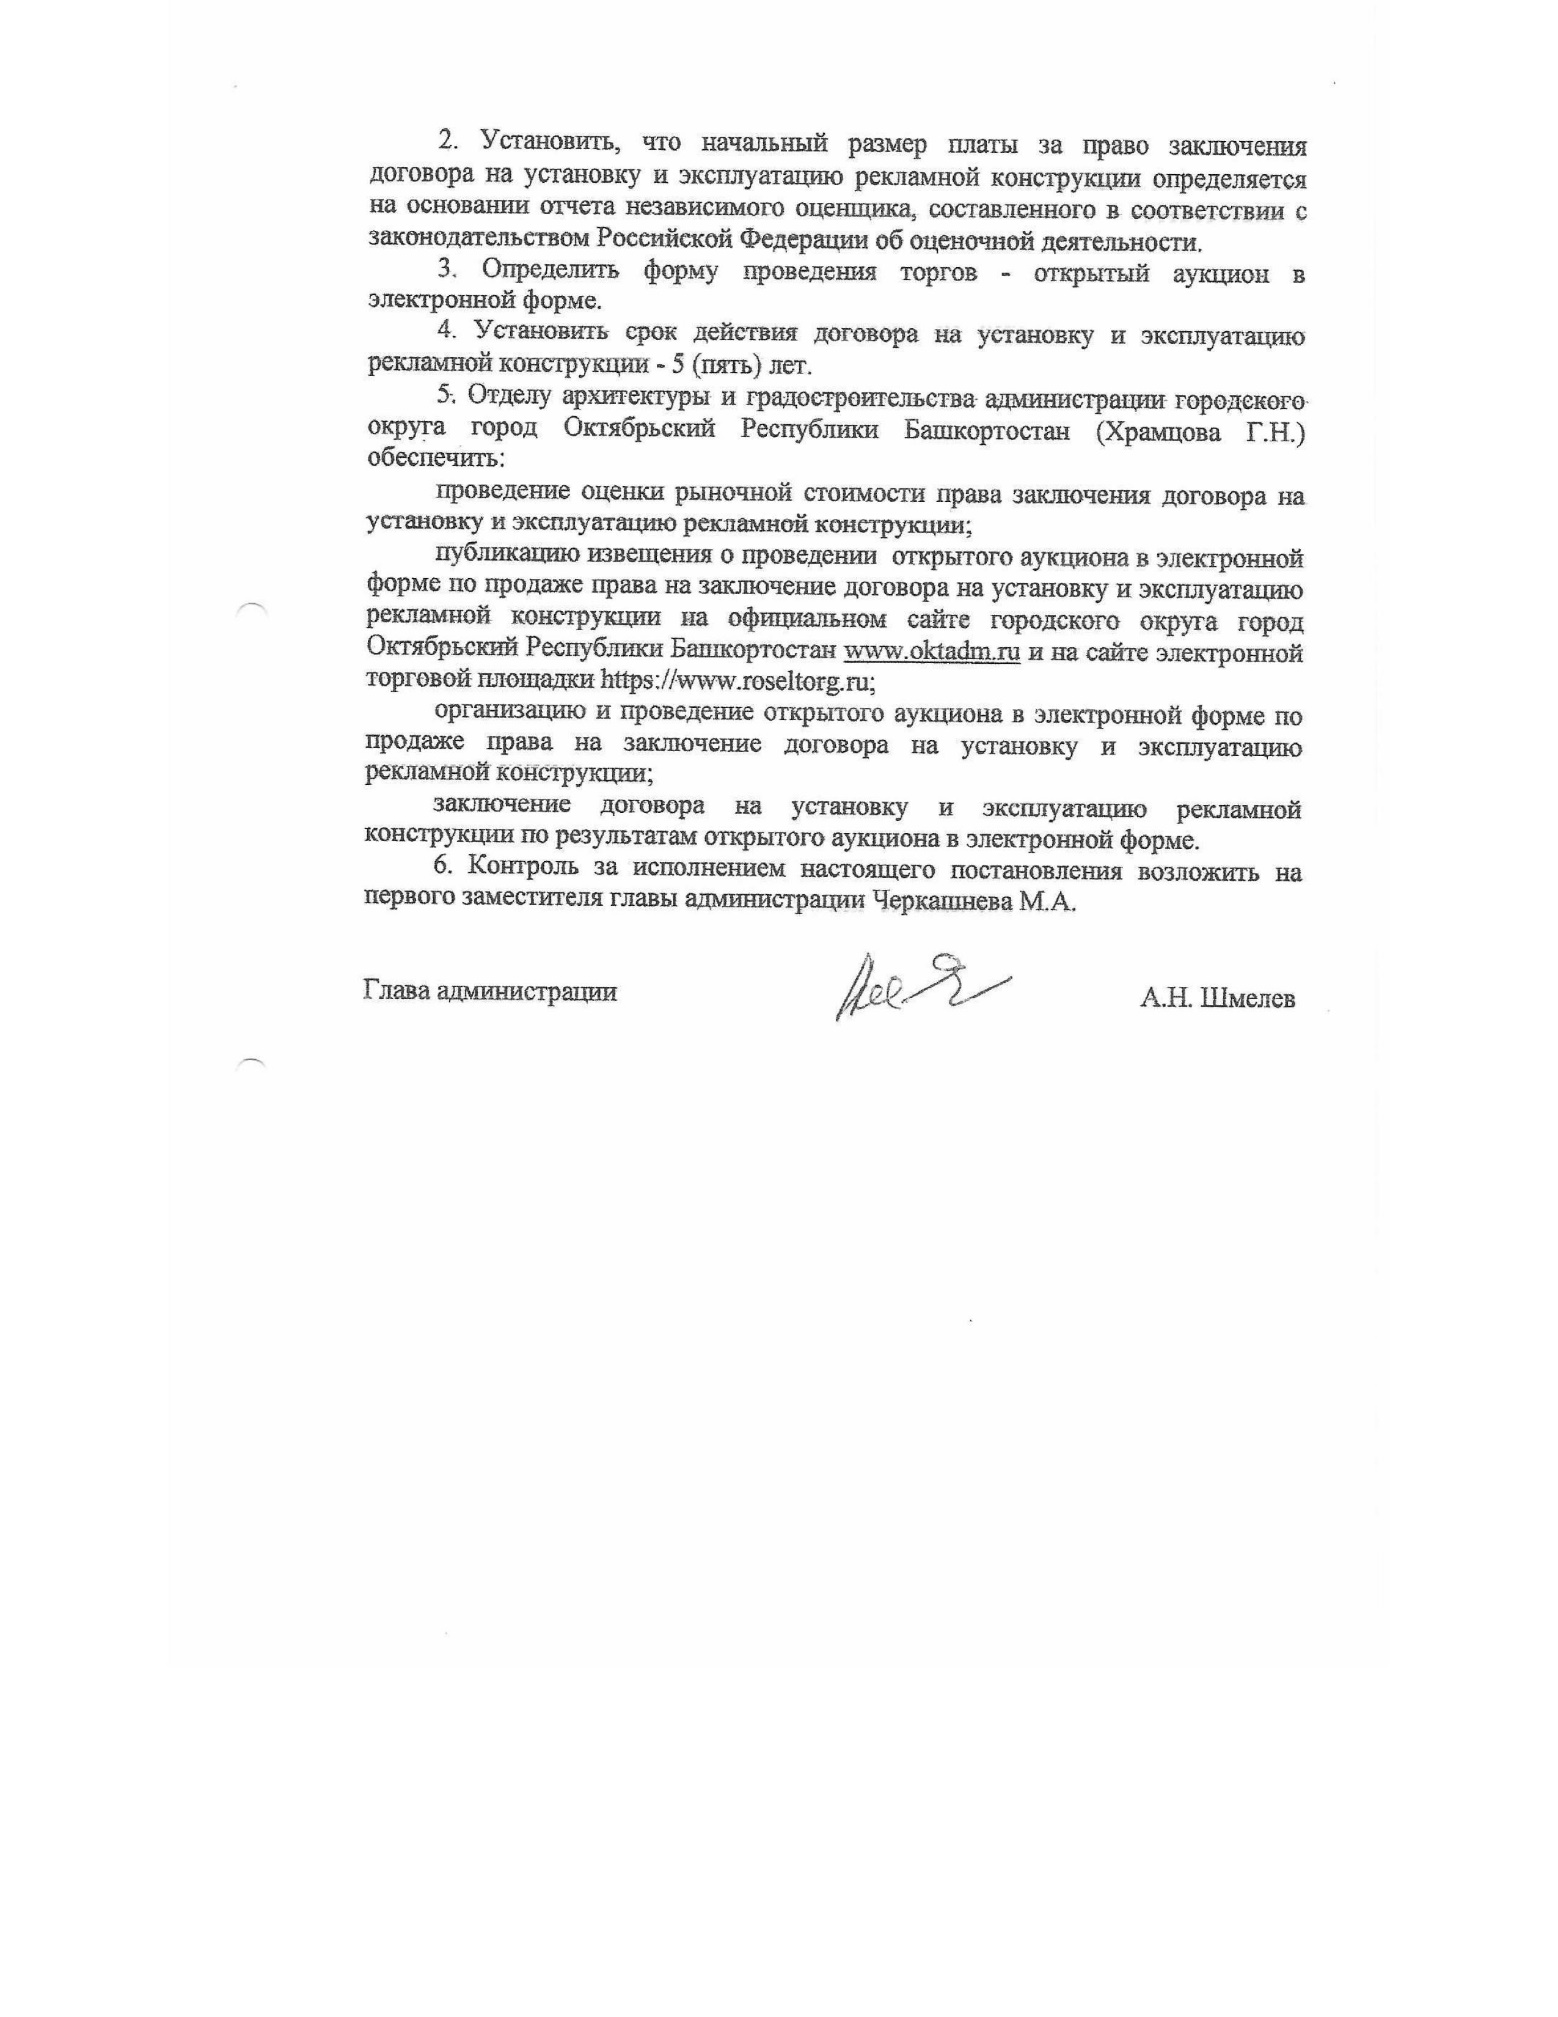 2. Установить, что начальный размер платы за право заключения
договора на установку и эксплуатацию рекламной конструкции определяется
на основании отчета независимого оценщика, составленного в соответствии с
законодательством Российской Федерации об оценочной деятельности.
3. Определить форму проведения торгов - открытый аукцион в
электронной форме.
4. Установить срок действия договора на установку и эксплуатацию
рекламной конструкции - 5 (пять) лет.
5. Отделу архитектуры и градостроительства администрации городского
округа город Октябрьский Республики Башкортостан (Храмцова Г.Н.)
обеспечить:
проведение оценки рыночной стоимости права заключения договора на
установку и эксплуатацию рекламной конструкции;
публикацию извещения о проведении открытого аукциона в электронной
форме по продаже права на заключение договора на установку и эксплуатацию
рекламной конструкции на официальном сайте городского округа город
Октябрьский Республики Башкортостан www.oktadm.ru и на сайте электронной
торговой площадки https://www.roseltorg.ru;
организацию и проведение открытого аукциона в электронной форме по
продаже права на заключение договора на установку и эксплуатацию
рекламной конструкции;
заключение договора на установку и эксплуатацию рекламной
конструкции по результатам открытого аукциона в электронной форме.
6. Контроль за исполнением настоящего постановления возложить на
первого заместителя главы администрации Черкашнева М.А.
Глава администрации А.Н. Шмелев